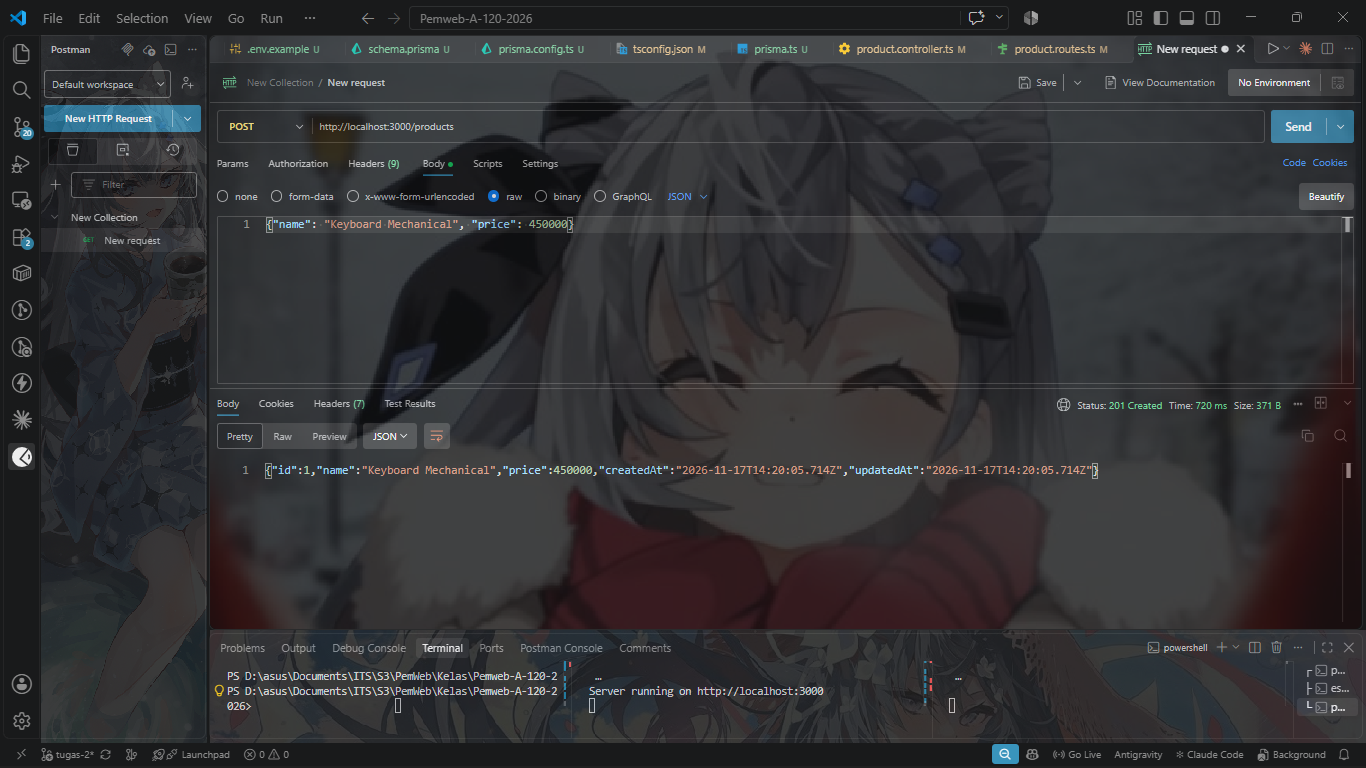 File Edit Selection View Go Run ··· Pemweb-A-120-2026
Postman
.env.example U schema.prisma U prisma.config.ts U tsconfig.json M prisma.ts U product.controller.ts M product.routes.ts M New request
Default workspace
New HTTP Request
Filter
New Collection
GET New request
New Collection / New request
Save View Documentation No Environment
POST http://localhost:3000/products Send
Params Authorization Headers (9) Body Scripts Settings Code Cookies
none form-data x-www-form-urlencoded raw binary GraphQL JSON Beautify
1 {"name": "Keyboard Mechanical", "price": 450000}
Body Cookies Headers (7) Test Results Status: 201 Created Time: 720 ms Size: 371 B
Pretty Raw Preview JSON
1 {"id":1,"name":"Keyboard Mechanical","price":450000,"createdAt":"2026-11-17T14:20:05.714Z","updatedAt":"2026-11-17T14:20:05.714Z"}
20
2
Problems Output Debug Console Terminal Ports Postman Console Comments powershell
PS D:\asus\Documents\ITS\S3\PemWeb\Kelas\Pemweb-A-120-2
PS D:\asus\Documents\ITS\S3\PemWeb\Kelas\Pemweb-A-120-2
026>
…
Server running on http://localhost:3000
…
p...
es...
p...
tugas-2* Launchpad 0 0 Go Live Antigravity Claude Code Background